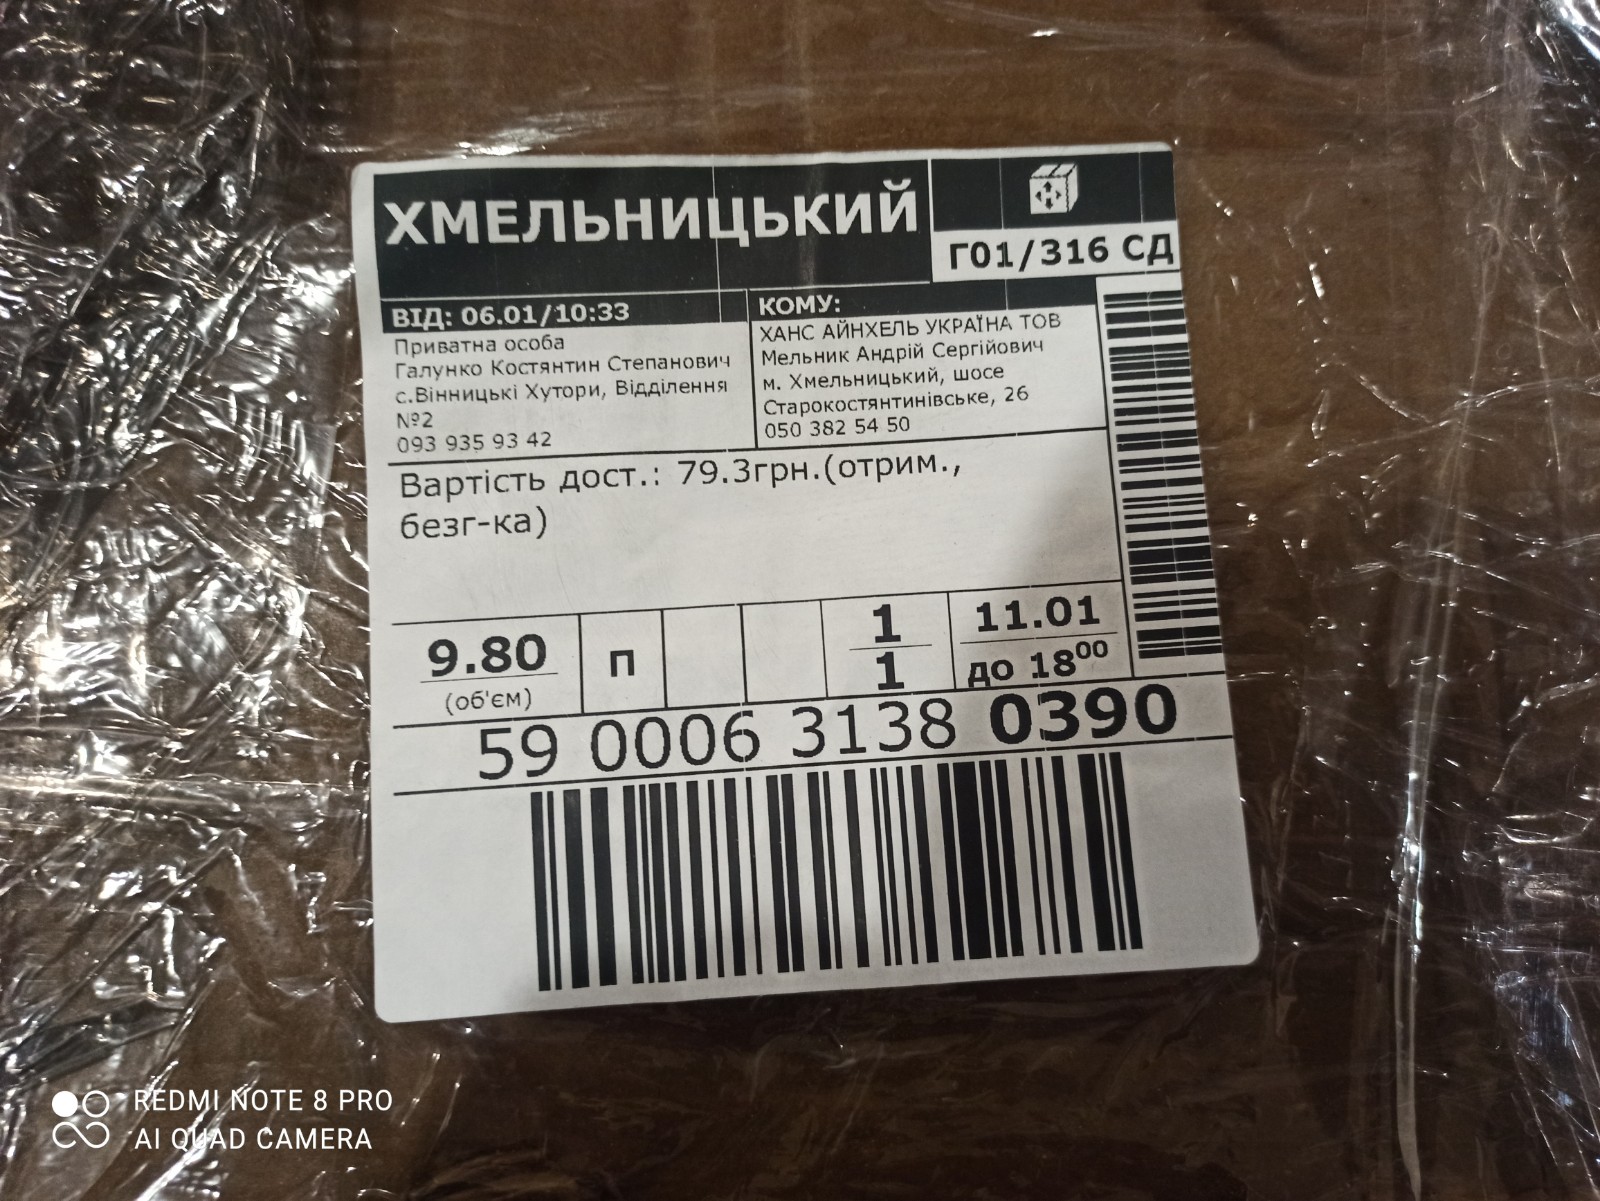 ХМЕЛЬНИЦЬКИЙ
Г01/316 СД
ВІД: 06.01/10:33
Приватна особа
Галунко Костянтин Степанович
с.Вінницькі Хутори, Відділення
№2
093 935 93 42
КОМУ:
ХАНС АЙНХЕЛЬ УКРАЇНА ТОВ
Мельник Андрій Сергійович
м. Хмельницький, шосе
Старокостянтинівське, 26
050 382 54 50
Вартість дост.: 79.3грн.(отрим.,
безг-ка)
9.80
(об'єм)
П
1
1
11.01
до 18⁰⁰
59 0006 3138 0390
REDMI NOTE 8 PRO
AI QUAD CAMERA